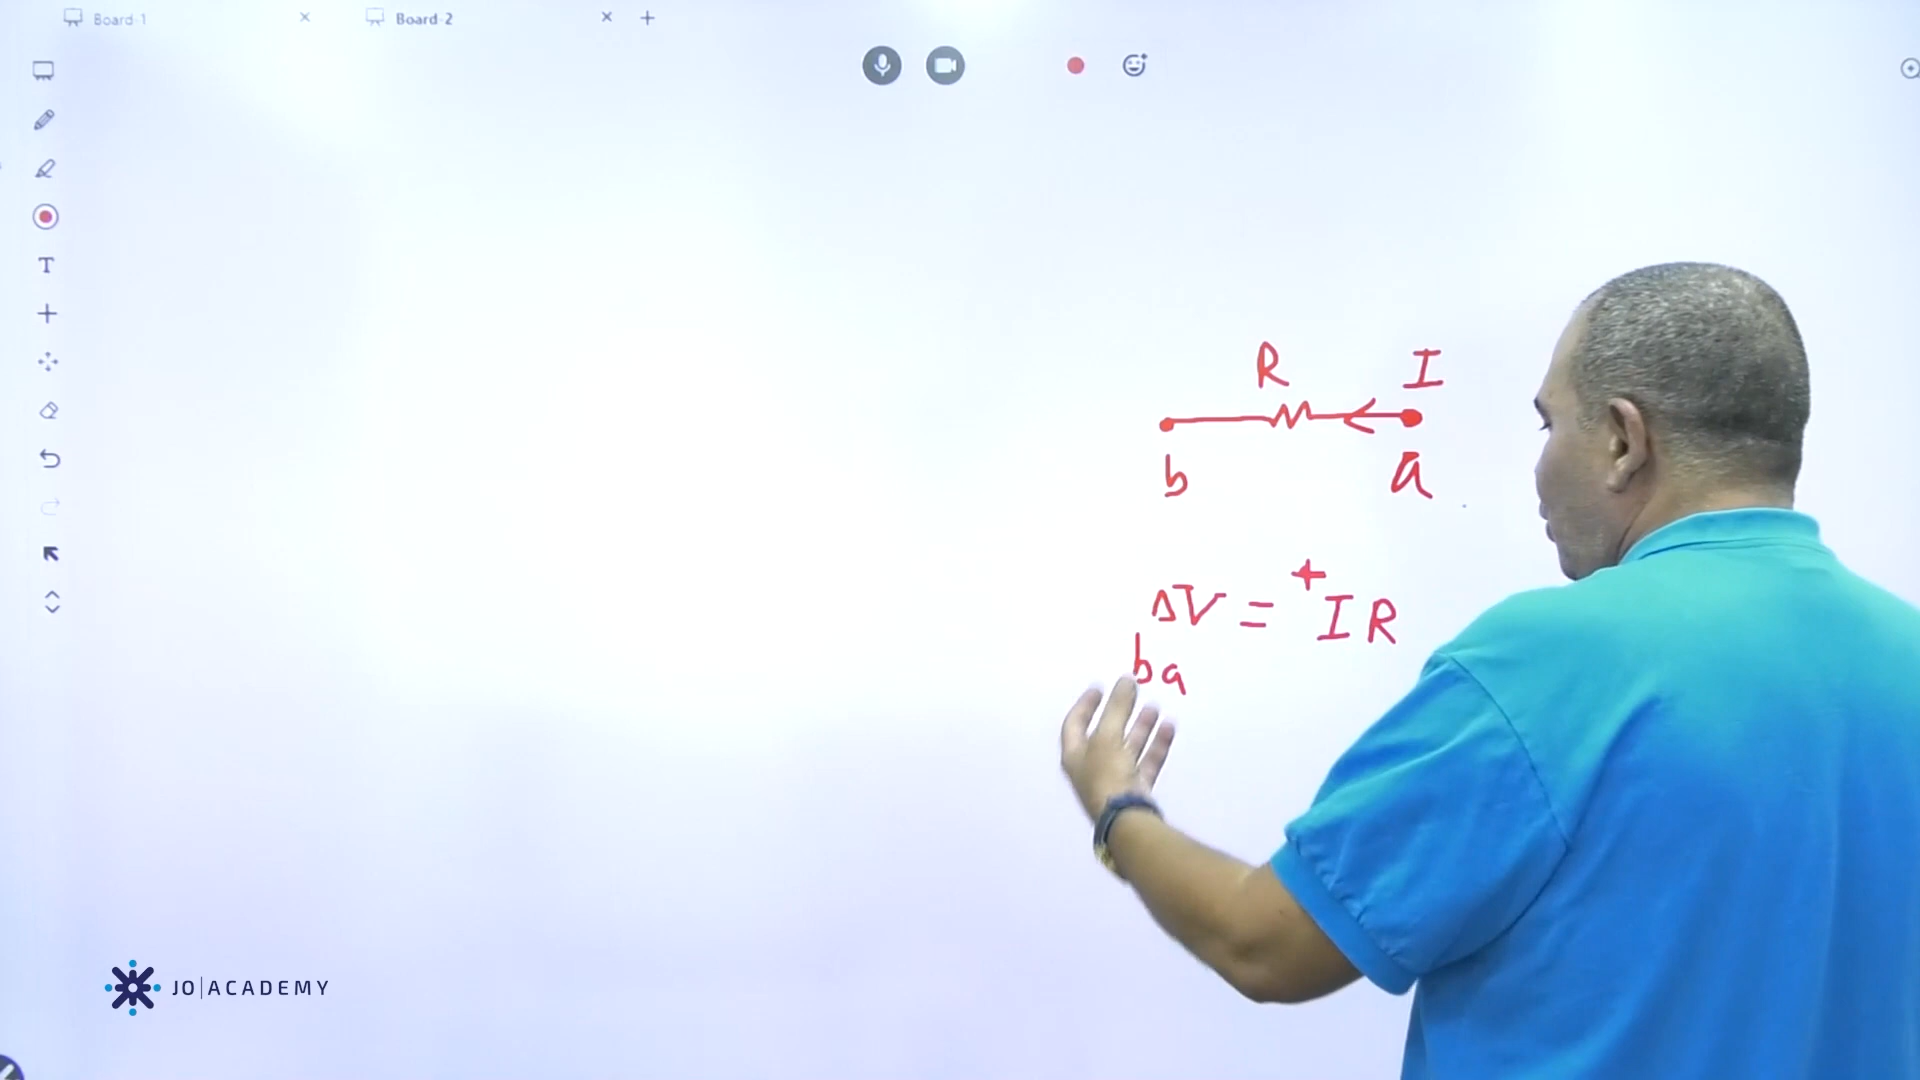 Board-1
Board-2
T
R I
b a
ΔV = +IR
ba
JO|ACADEMY